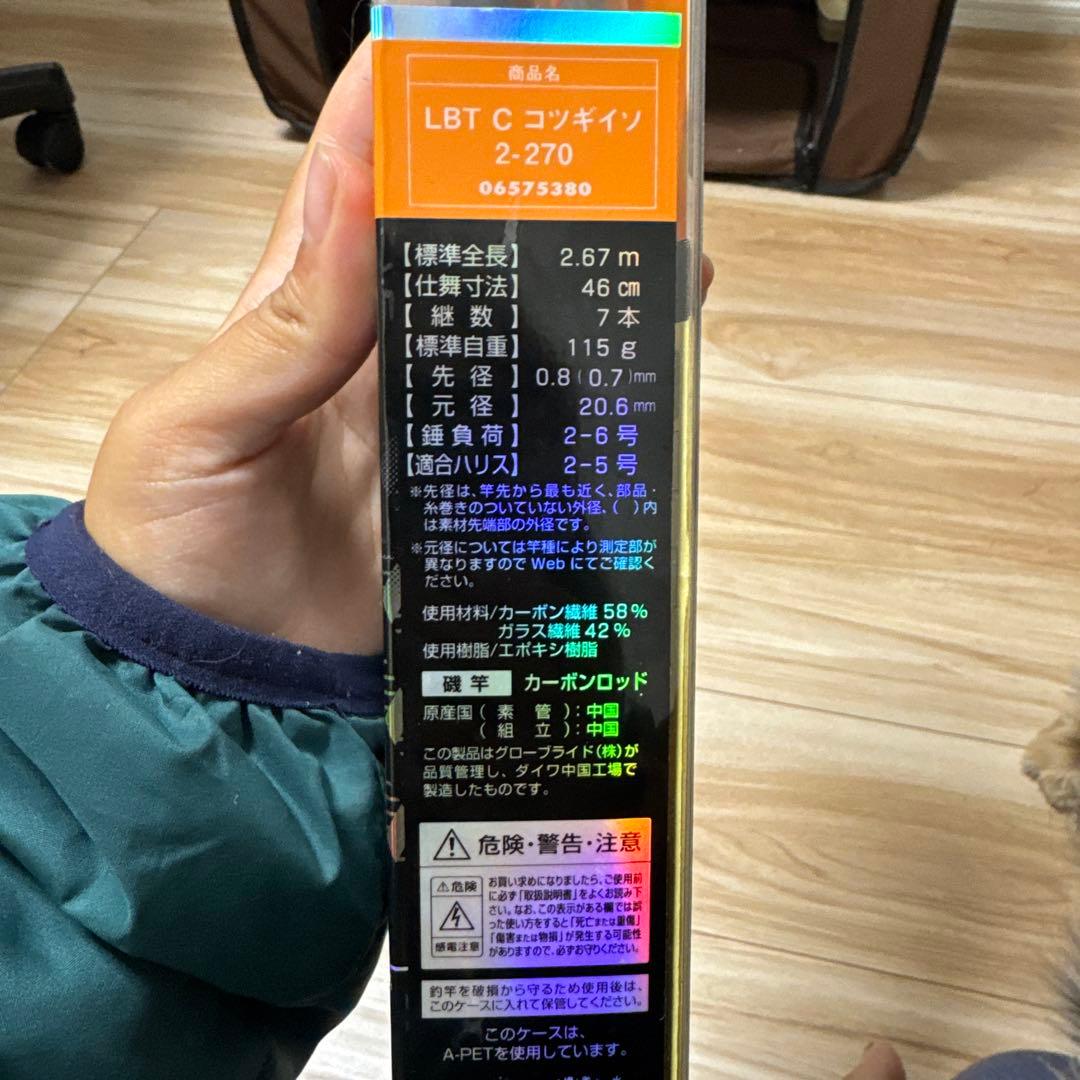 商品名
LBT C コツギイソ
2-270
06575380
【標準全長】 2.67 m
【仕舞寸法】 46 cm
【継数】 7 本
【標準自重】 115 g
【先径】 0.8(0.7)mm
【元径】 20.6 mm
【錘負荷】 2-6 号
【適合ハリス】 2-5 号
※先径は、竿先から最も近く、部品・
糸巻きのついていない外径、( )内
は素材先端部の外径です。
※元径については竿種により測定部が
異なりますので Web にてご確認く
ださい。
使用材料/カーボン繊維 58%
ガラス繊維 42%
使用樹脂/エポキシ樹脂
磯竿 カーボンロッド
原産国(素管):中国
(組立):中国
この製品はグローブライド(株)が
品質管理し、ダイワ中国工場で
製造したものです。
⚠危険・警告・注意
⚠危険
感電注意
お買い求めになりましたら、ご使用前
に必ず「取扱説明書」をよくお読み下
さい。なお、この表示がある欄では誤
った使い方をすると「死亡または重傷」
「傷害または物損」が発生する可能性
がありますので、必ずお守りください。
釣竿を破損から守るため使用後は、
このケースに入れて保管してください。
このケースは、
A-PETを使用しています。